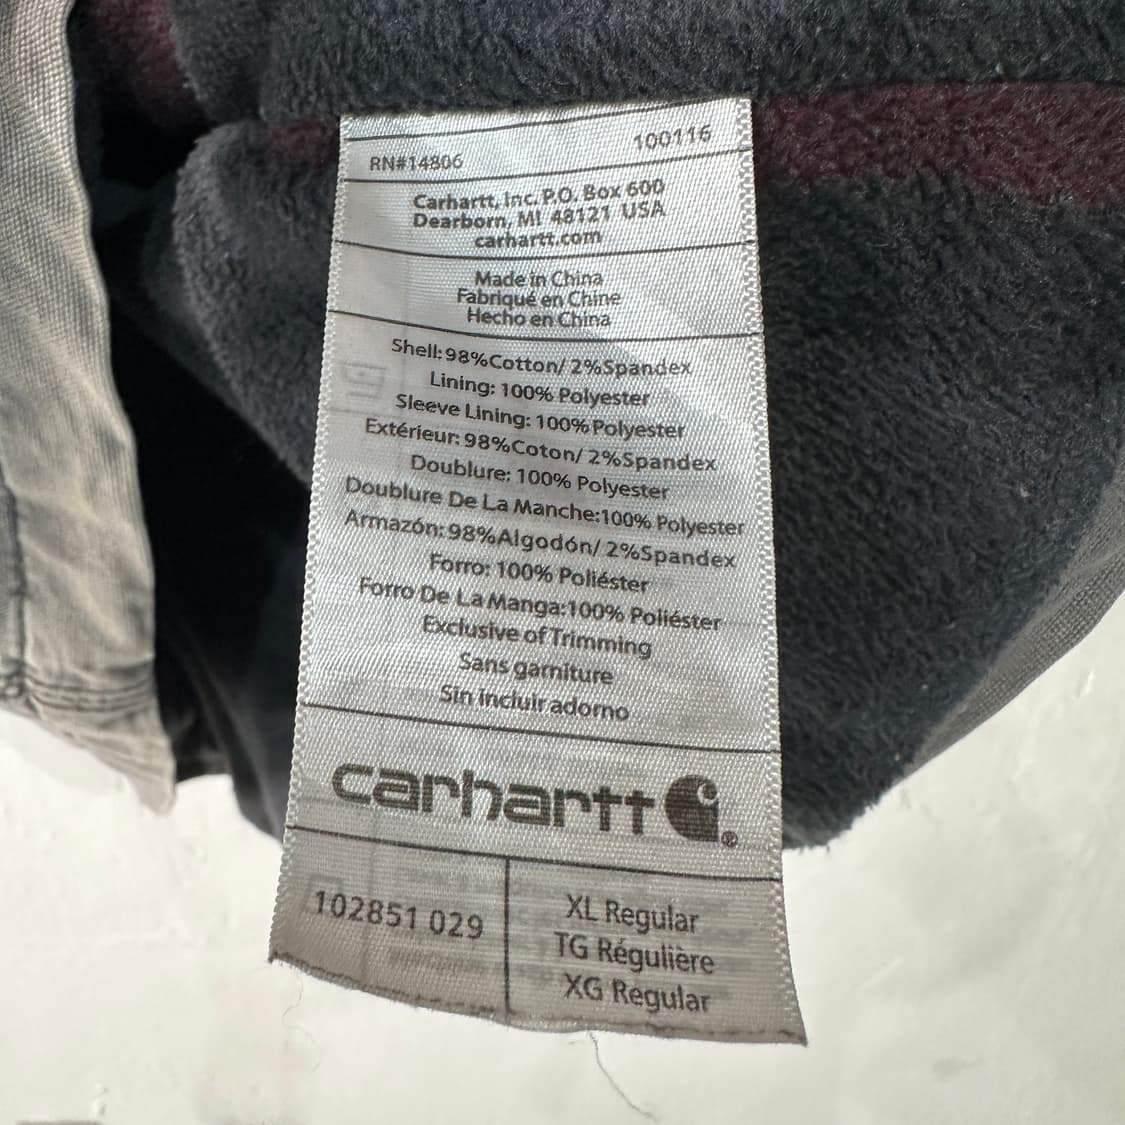 RN#14806 100116
Carhartt, Inc. P.O. Box 600
Dearborn, MI 48121 USA
carhartt.com
Made in China
Fabriqué en Chine
Hecho en China
Shell:98%Cotton/ 2%Spandex
Lining: 100% Polyester
Sleeve Lining: 100% Polyester
Extérieur: 98%Coton/ 2%Spandex
Doublure: 100% Polyester
Doublure De La Manche:100% Polyester
Armazón: 98%Algodón/ 2%Spandex
Forro: 100% Poliéster
Forro De La Manga:100% Poliéster
Exclusive of Trimming
Sans garniture
Sin incluir adorno
carhartt ®
102851 029
XL Regular
TG Régulière
XG Regular